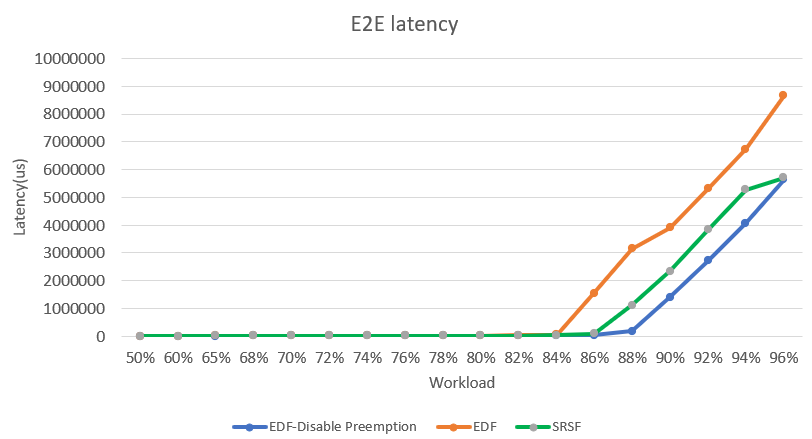 E2E latency
10000000
9000000
8000000
7000000
6000000
5000000
4000000
3000000
2000000
1000000
0
Latency(us)
50% 60% 65% 68% 70% 72% 74% 76% 78% 80% 82% 84% 86% 88% 90% 92% 94% 96%
Workload
EDF-Disable Preemption EDF SRSF